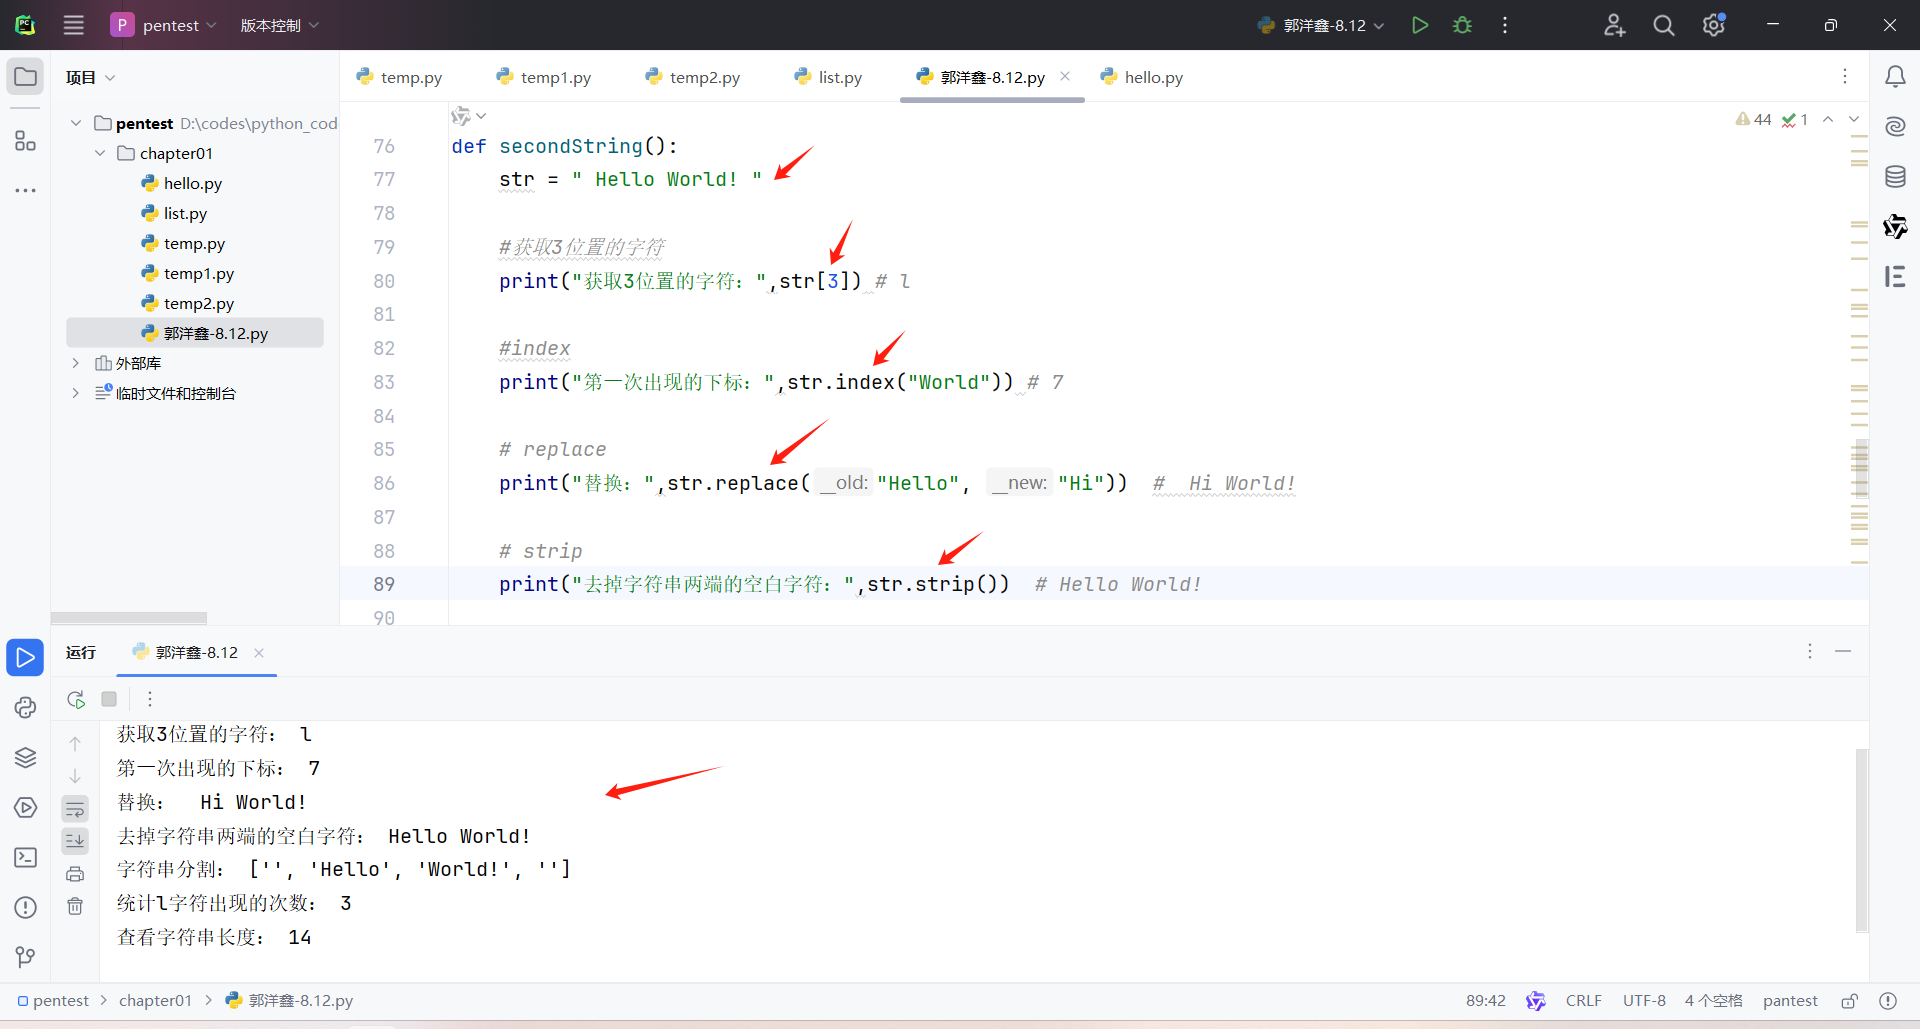 P pentest 版本控制 郭洋鑫-8.12
项目
temp.py temp1.py temp2.py list.py 郭洋鑫-8.12.py hello.py
pentest D:\codes\python_cod
chapter01
hello.py
list.py
temp.py
temp1.py
temp2.py
郭洋鑫-8.12.py
外部库
临时文件和控制台
44 1
76 def secondString():
77 str = " Hello World! "
78
79 #获取3位置的字符
80 print("获取3位置的字符：",str[3]) # l
81
82 #index
83 print("第一次出现的下标：",str.index("World")) # 7
84
85 # replace
86 print("替换：",str.replace( __old: "Hello", __new: "Hi")) #  Hi World!
87
88 # strip
89 print("去掉字符串两端的空白字符：",str.strip()) # Hello World!
90
运行 郭洋鑫-8.12
获取3位置的字符： l
第一次出现的下标： 7
替换：  Hi World!
去掉字符串两端的空白字符： Hello World!
字符串分割： ['', 'Hello', 'World!', '']
统计l字符出现的次数： 3
查看字符串长度： 14
pentest > chapter01 > 郭洋鑫-8.12.py 89:42 CRLF UTF-8 4 个空格 pantest